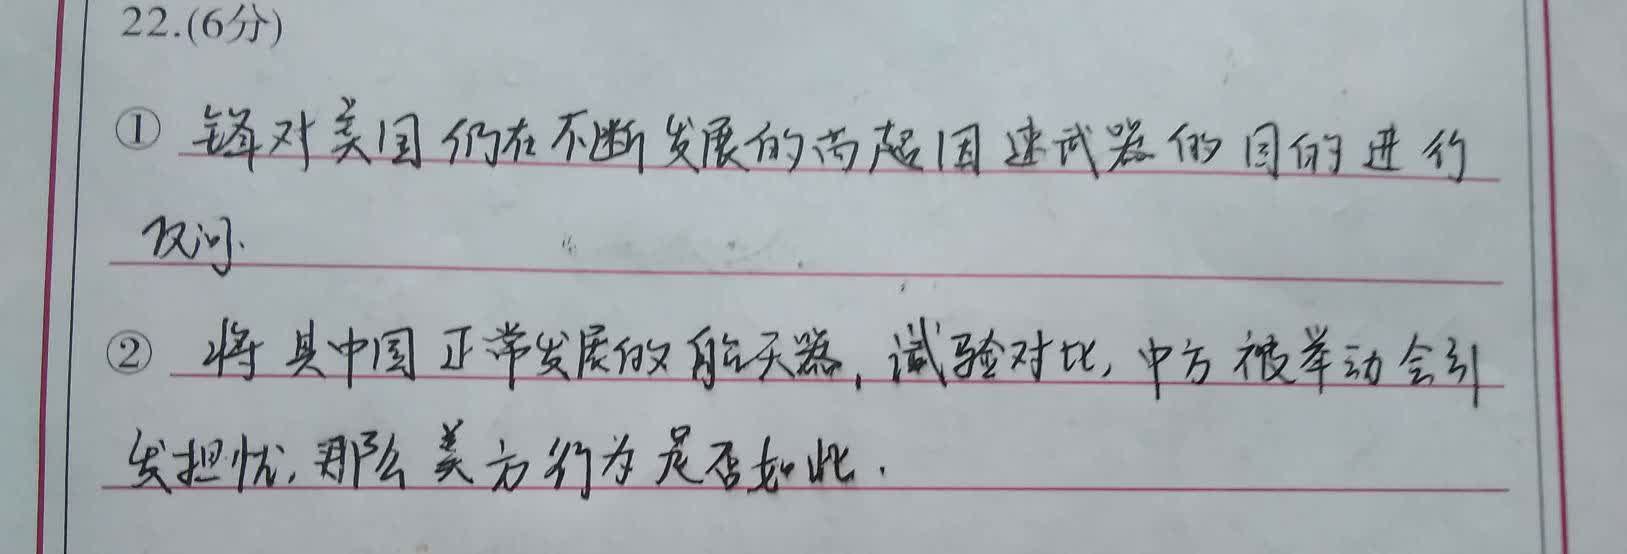 22.(6分)
① 锋对美国们在不断发展的高超因速武器的目的进行
反问.
② 将其中国正常发展的航天器,试验对比,中方被举动会引
发担忧,那么美方行为是否如此.